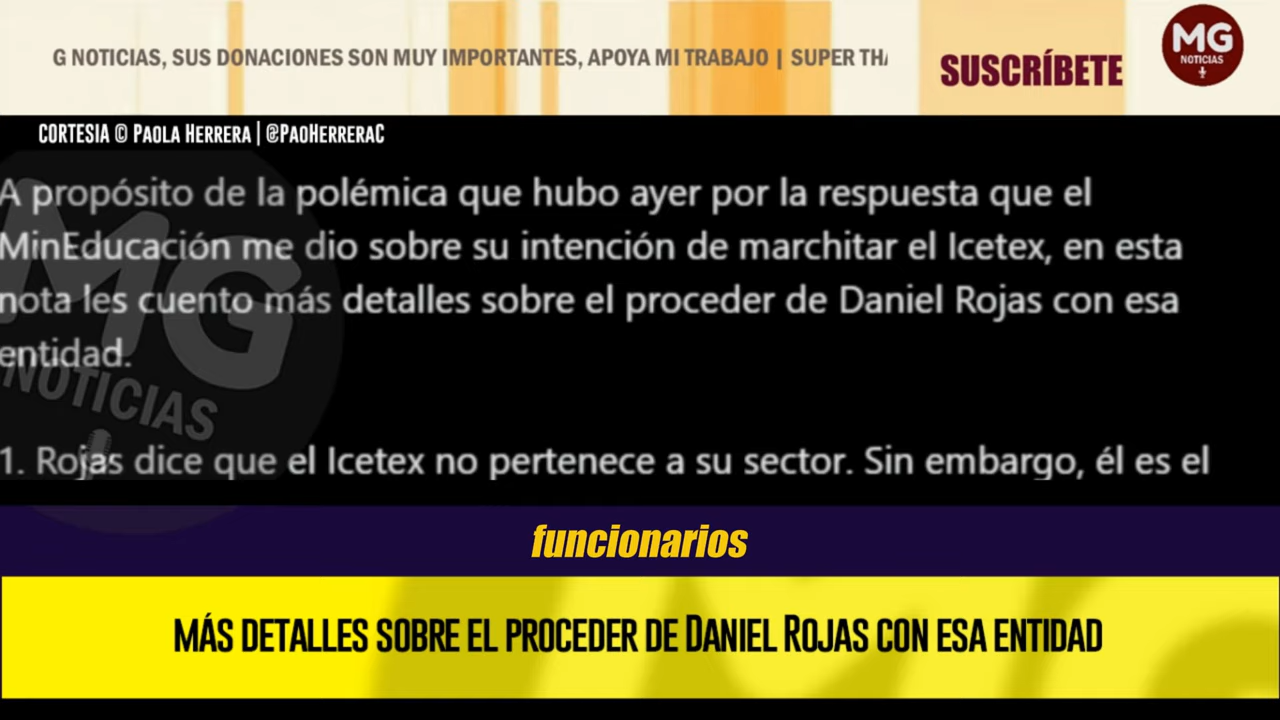 G NOTICIAS, SUS DONACIONES SON MUY IMPORTANTES, APOYA MI TRABAJO | SUPER THA
SUSCRÍBETE
MG
NOTICIAS
CORTESIA © PAOLA HERRERA | @PAOHERRERAC
A propósito de la polémica que hubo ayer por la respuesta que el
MinEducación me dio sobre su intención de marchitar el Icetex, en esta
nota les cuento más detalles sobre el proceder de Daniel Rojas con esa
entidad.
MG
NOTICIAS
1. Rojas dice que el Icetex no pertenece a su sector. Sin embargo, él es el
funcionarios
MÁS DETALLES SOBRE EL PROCEDER DE DANIEL ROJAS CON ESA ENTIDAD